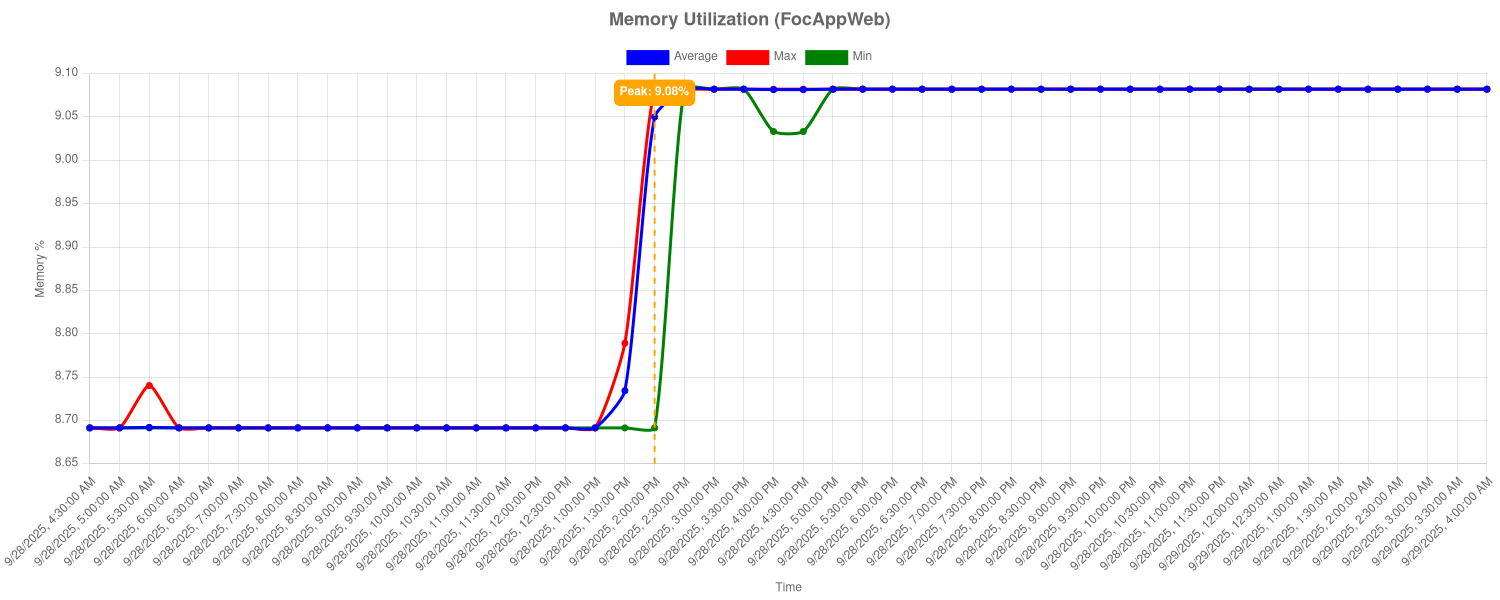 Memory Utilization (FocAppWeb)
Average Max Min
9.10
Peak: 9.08%
9.05
9.00
8.95
8.90
Memory %
8.85
8.80
8.75
8.70
8.65
9/28/2025, 4:30:00 AM
9/28/2025, 5:00:00 AM
9/28/2025, 5:30:00 AM
9/28/2025, 6:00:00 AM
9/28/2025, 6:30:00 AM
9/28/2025, 7:00:00 AM
9/28/2025, 7:30:00 AM
9/28/2025, 8:00:00 AM
9/28/2025, 8:30:00 AM
9/28/2025, 9:00:00 AM
9/28/2025, 9:30:00 AM
9/28/2025, 10:00:00 AM
9/28/2025, 10:30:00 AM
9/28/2025, 11:00:00 AM
9/28/2025, 11:30:00 AM
9/28/2025, 12:00:00 PM
9/28/2025, 12:30:00 PM
9/28/2025, 1:00:00 PM
9/28/2025, 1:30:00 PM
9/28/2025, 2:00:00 PM
9/28/2025, 2:30:00 PM
9/28/2025, 3:00:00 PM
9/28/2025, 3:30:00 PM
9/28/2025, 4:00:00 PM
9/28/2025, 4:30:00 PM
9/28/2025, 5:00:00 PM
9/28/2025, 5:30:00 PM
9/28/2025, 6:00:00 PM
9/28/2025, 6:30:00 PM
9/28/2025, 7:00:00 PM
9/28/2025, 7:30:00 PM
9/28/2025, 8:00:00 PM
9/28/2025, 8:30:00 PM
9/28/2025, 9:00:00 PM
9/28/2025, 9:30:00 PM
9/28/2025, 10:00:00 PM
9/28/2025, 10:30:00 PM
9/28/2025, 11:00:00 PM
9/28/2025, 11:30:00 PM
9/29/2025, 12:00:00 AM
9/29/2025, 12:30:00 AM
9/29/2025, 1:00:00 AM
9/29/2025, 1:30:00 AM
9/29/2025, 2:00:00 AM
9/29/2025, 2:30:00 AM
9/29/2025, 3:00:00 AM
9/29/2025, 3:30:00 AM
9/29/2025, 4:00:00 AM
Time